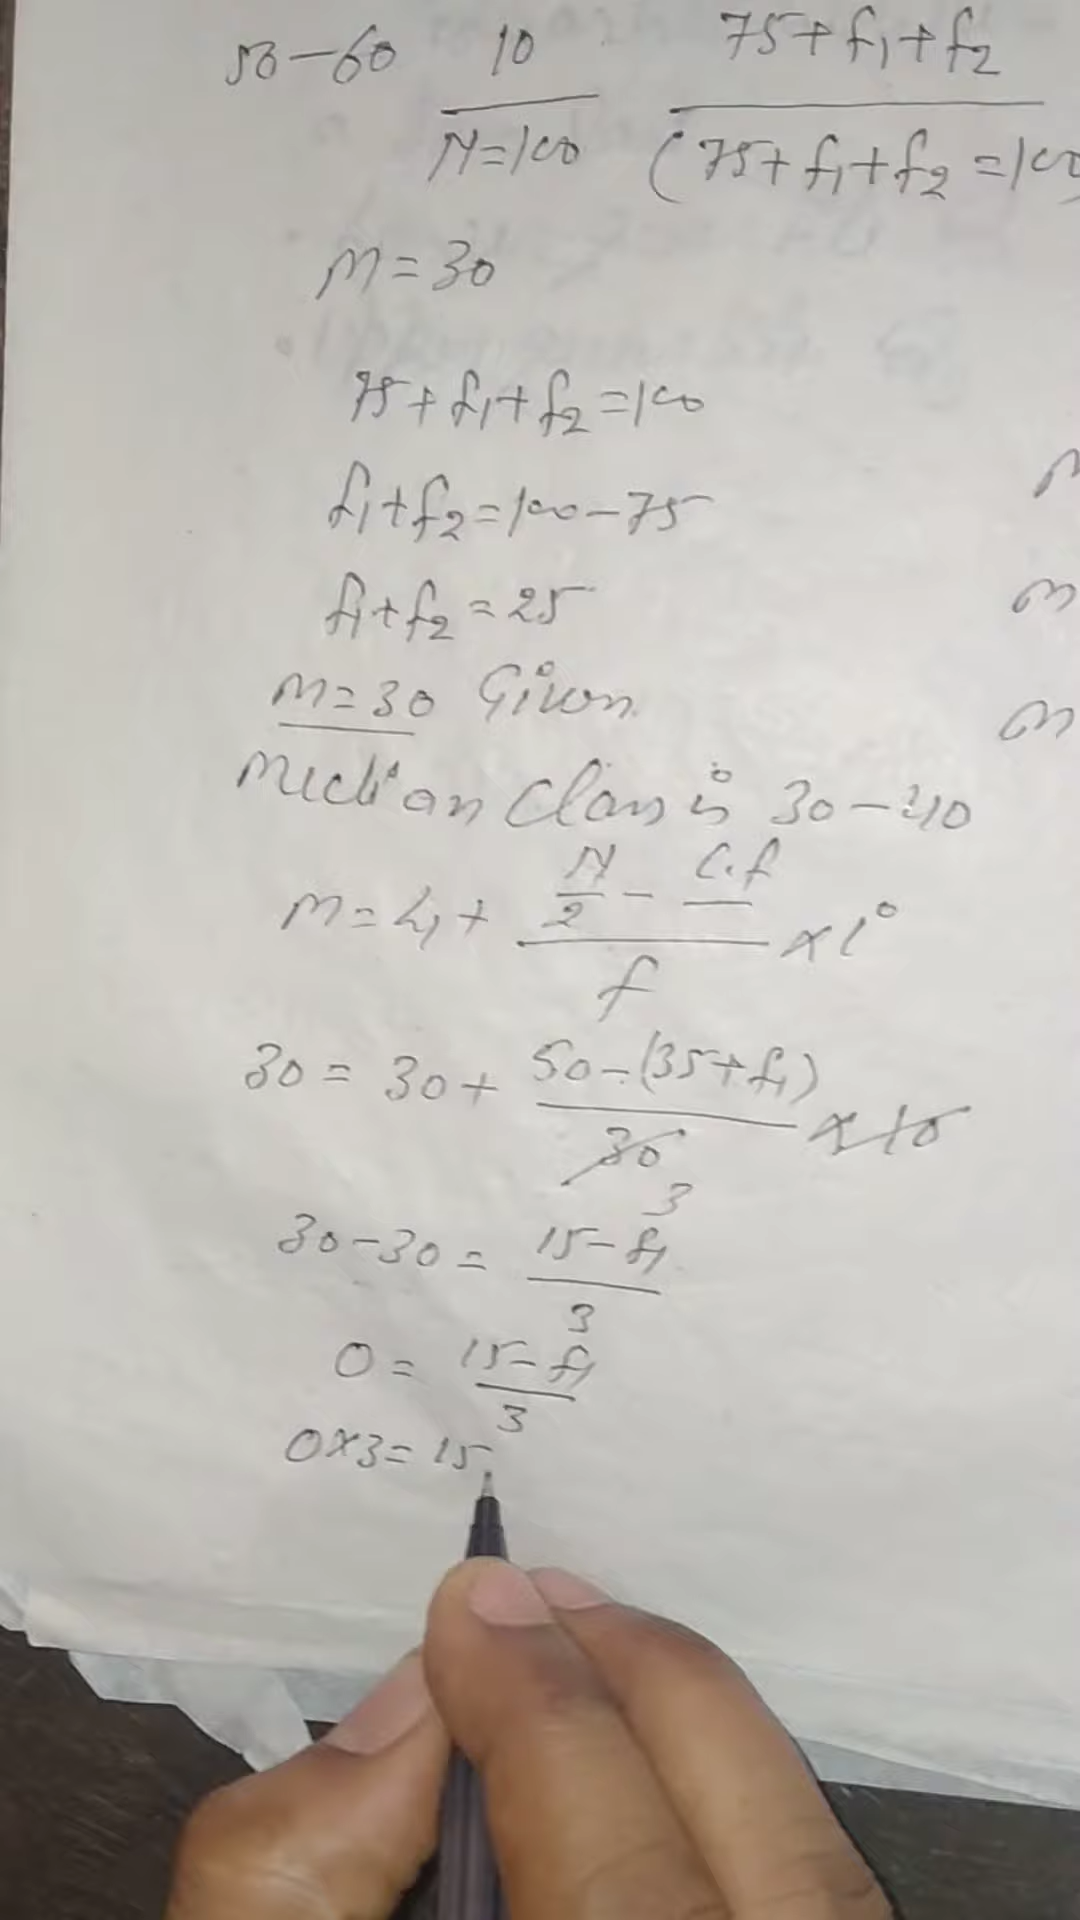 50-60 10 75+f₁+f₂
N=100 (75+f₁+f₂=100
M=30
75+f₁+f₂=100
f₁+f₂=100-75
f₁+f₂=25
M=30 Given
Median Class is 30-40
M=L₁+ N/2 - C.f / f ×i
30=30+ 50-(35+f₁) / 30 ×10
3
30-30= 15-f₁ / 3
0= 15-f₁ / 3
0×3=15